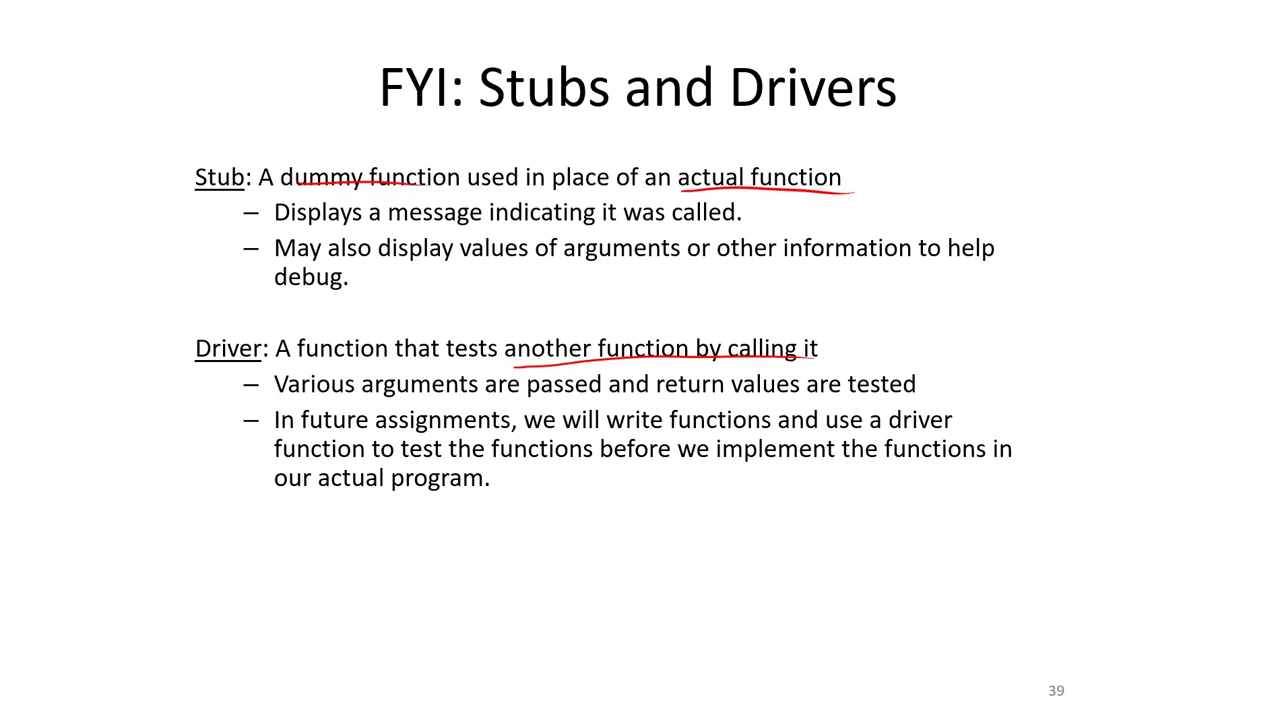 FYI: Stubs and Drivers
Stub: A dummy function used in place of an actual function
– Displays a message indicating it was called.
– May also display values of arguments or other information to help
debug.
Driver: A function that tests another function by calling it
– Various arguments are passed and return values are tested
– In future assignments, we will write functions and use a driver
function to test the functions before we implement the functions in
our actual program.
39